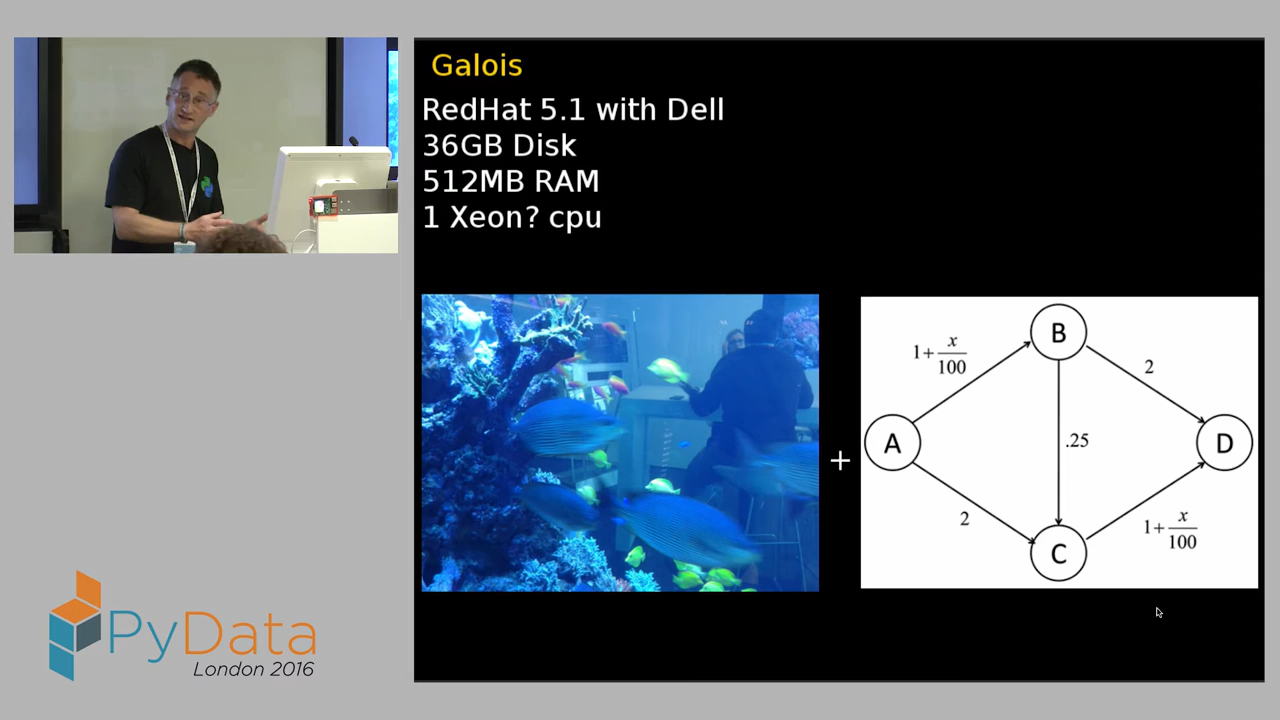 Galois
RedHat 5.1 with Dell
36GB Disk
512MB RAM
1 Xeon? cpu
+
B
1+x/100
2
A
.25
D
2
1+x/100
C
PyData
London 2016